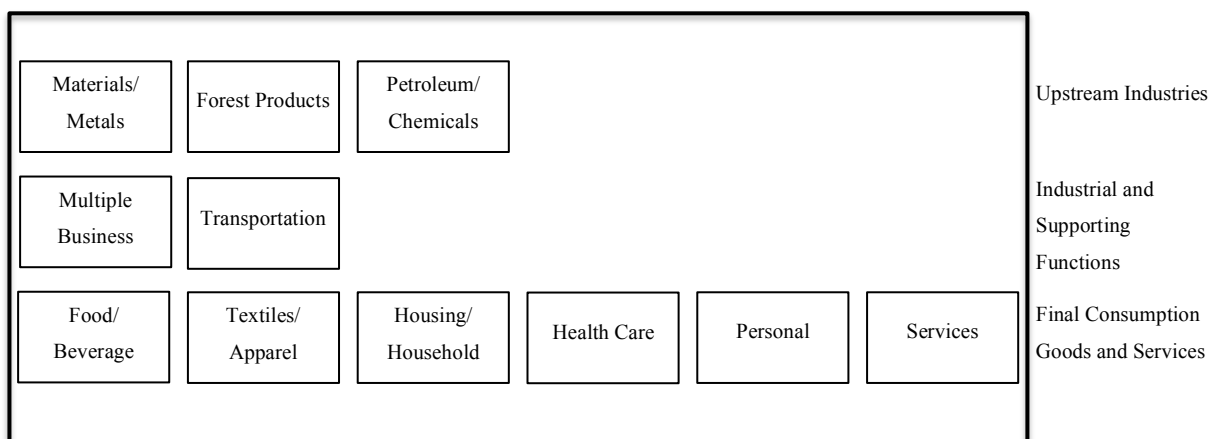 Materials/
Metals
Forest Products
Petroleum/
Chemicals
Upstream Industries
Multiple
Business
Transportation
Industrial and
Supporting
Functions
Food/
Beverage
Textiles/
Apparel
Housing/
Household
Health Care
Personal
Services
Final Consumption
Goods and Services